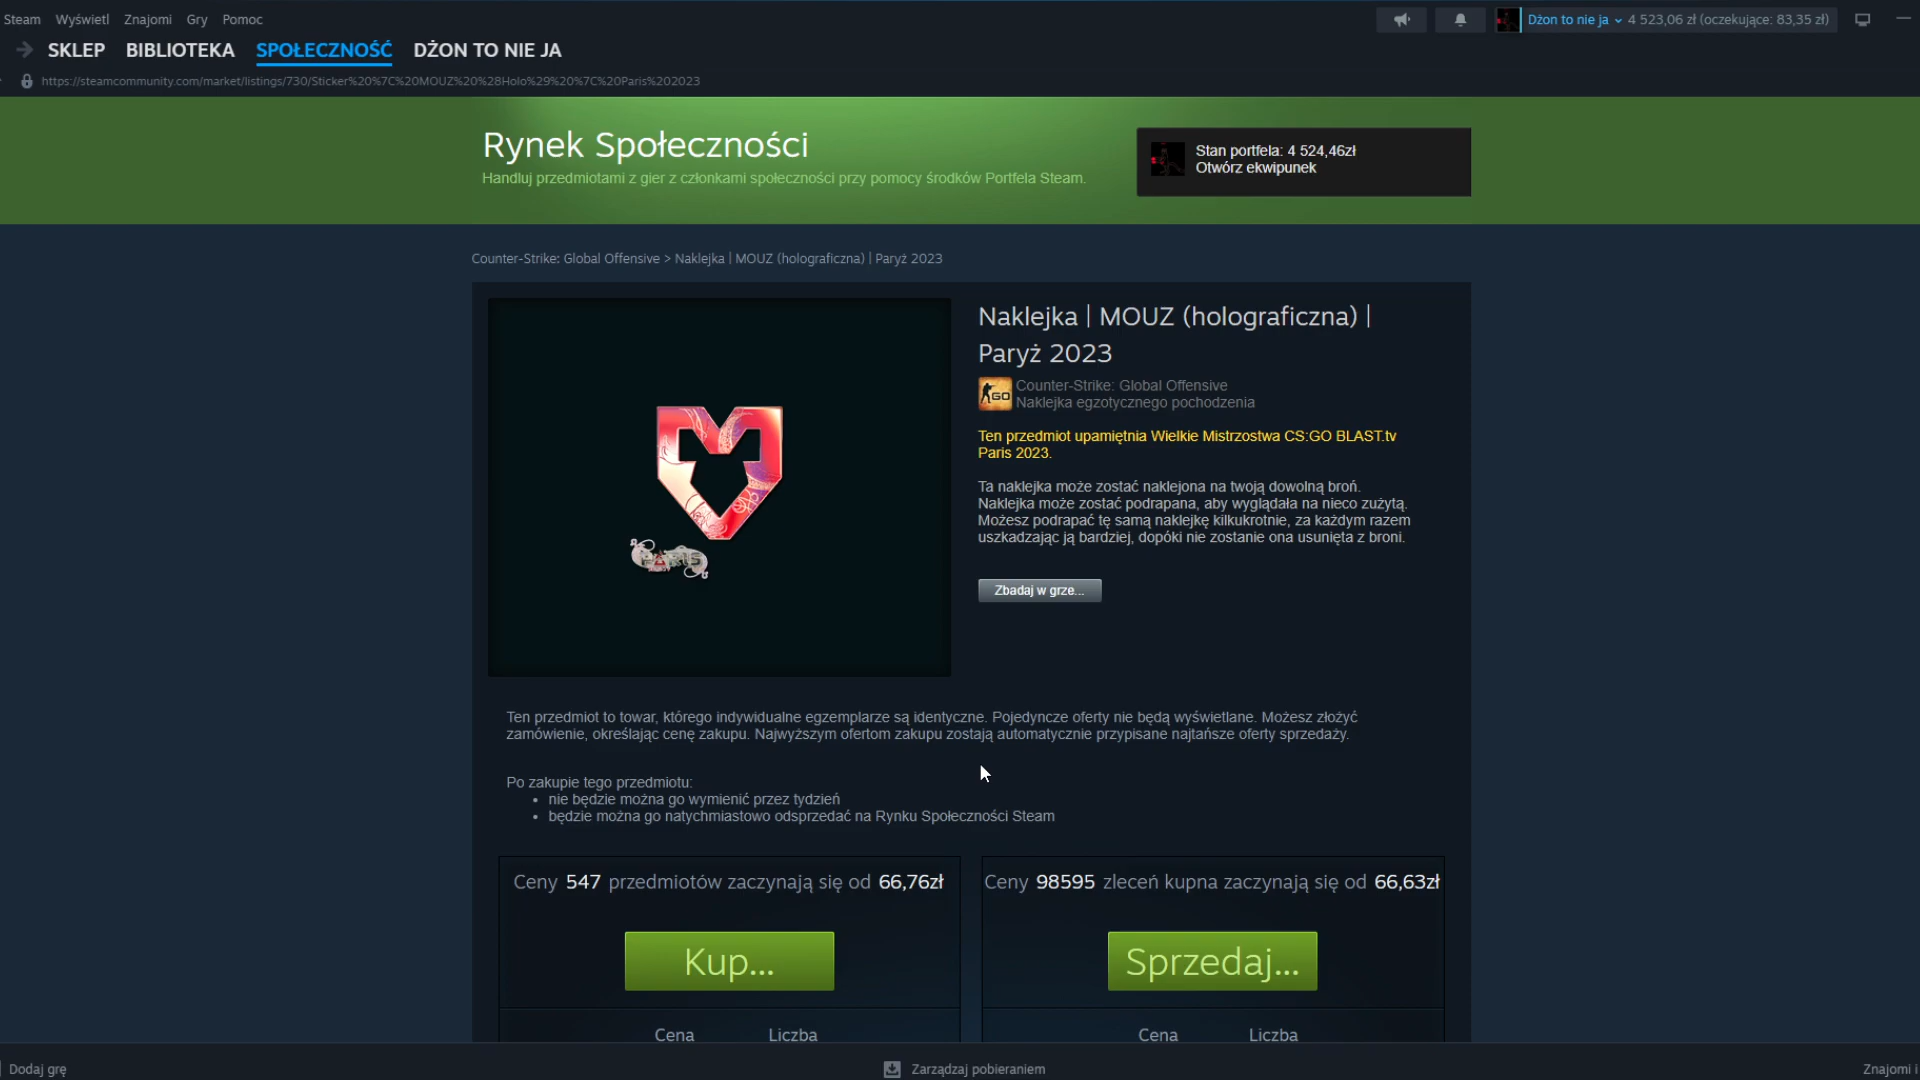 Steam Wyświetl Znajomi Gry Pomoc
Dżon to nie ja 4 523,06 zł (oczekujące: 83,35 zł)
SKLEP BIBLIOTEKA SPOŁECZNOŚĆ DŻON TO NIE JA
https://steamcommunity.com/market/listings/730/Sticker%20%7C%20MOUZ%20%28Holo%29%20%7C%20Paris%202023
Rynek Społeczności
Handluj przedmiotami z gier z członkami społeczności przy pomocy środków Portfela Steam.
Stan portfela: 4 524,46zł
Otwórz ekwipunek
Counter-Strike: Global Offensive > Naklejka | MOUZ (holograficzna) | Paryż 2023
PARIS
Naklejka | MOUZ (holograficzna) |
Paryż 2023
GO
Counter-Strike: Global Offensive
Naklejka egzotycznego pochodzenia
Ten przedmiot upamiętnia Wielkie Mistrzostwa CS:GO BLAST.tv
Paris 2023.
Ta naklejka może zostać naklejona na twoją dowolną broń.
Naklejka może zostać podrapana, aby wyglądała na nieco zużytą.
Możesz podrapać tę samą naklejkę kilkukrotnie, za każdym razem
uszkadzając ją bardziej, dopóki nie zostanie ona usunięta z broni.
Zbadaj w grze...
Ten przedmiot to towar, którego indywidualne egzemplarze są identyczne. Pojedyncze oferty nie będą wyświetlane. Możesz złożyć
zamówienie, określając cenę zakupu. Najwyższym ofertom zakupu zostają automatycznie przypisane najtańsze oferty sprzedaży.
Po zakupie tego przedmiotu:
• nie będzie można go wymienić przez tydzień
• będzie można go natychmiastowo odsprzedać na Rynku Społeczności Steam
Ceny 547 przedmiotów zaczynają się od 66,76zł
Kup...
Cena Liczba
Ceny 98595 zleceń kupna zaczynają się od 66,63zł
Sprzedaj...
Cena Liczba
Dodaj grę
Zarządzaj pobieraniem
Znajomi i